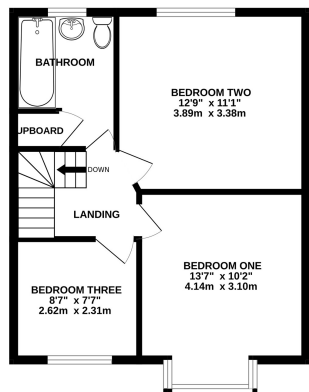 BATHROOM
BEDROOM TWO
12'9" x 11'1"
3.89m x 3.38m
UPBOARD
DOWN
LANDING
BEDROOM ONE
13'7" x 10'2"
4.14m x 3.10m
BEDROOM THREE
8'7" x 7'7"
2.62m x 2.31m